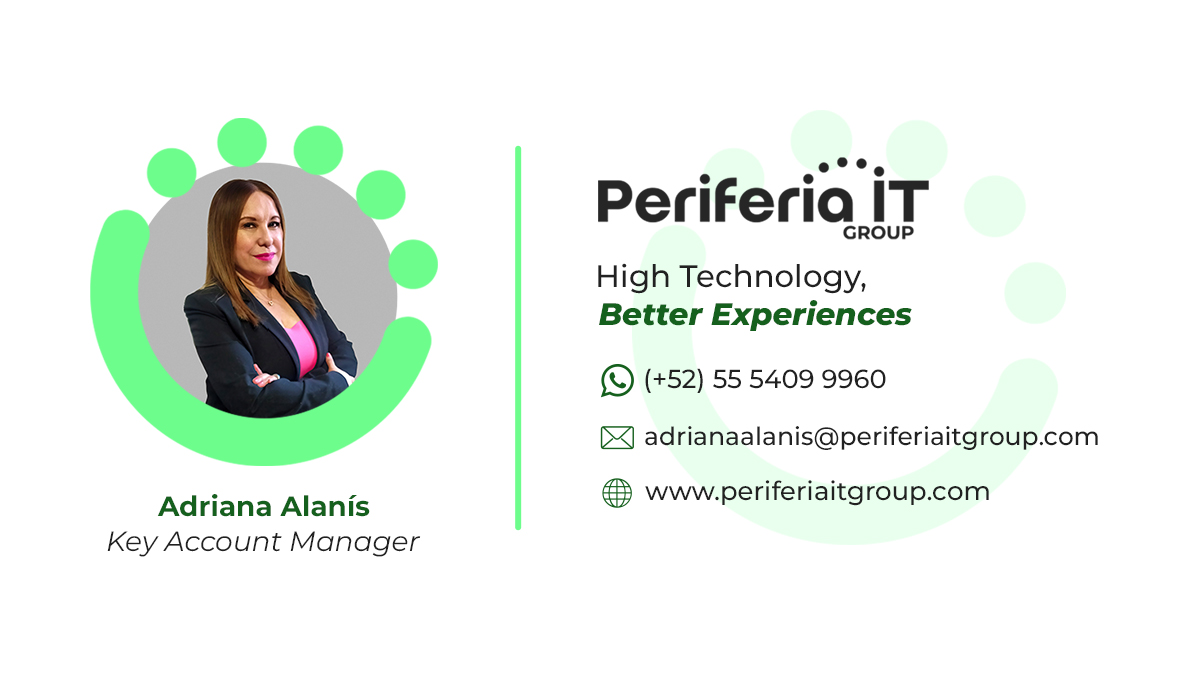 Adriana Alanís
Key Account Manager
Periferia IT
GROUP
High Technology,
Better Experiences
(+52) 55 5409 9960
adrianaalanis@periferiaitgroup.com
www.periferiaitgroup.com